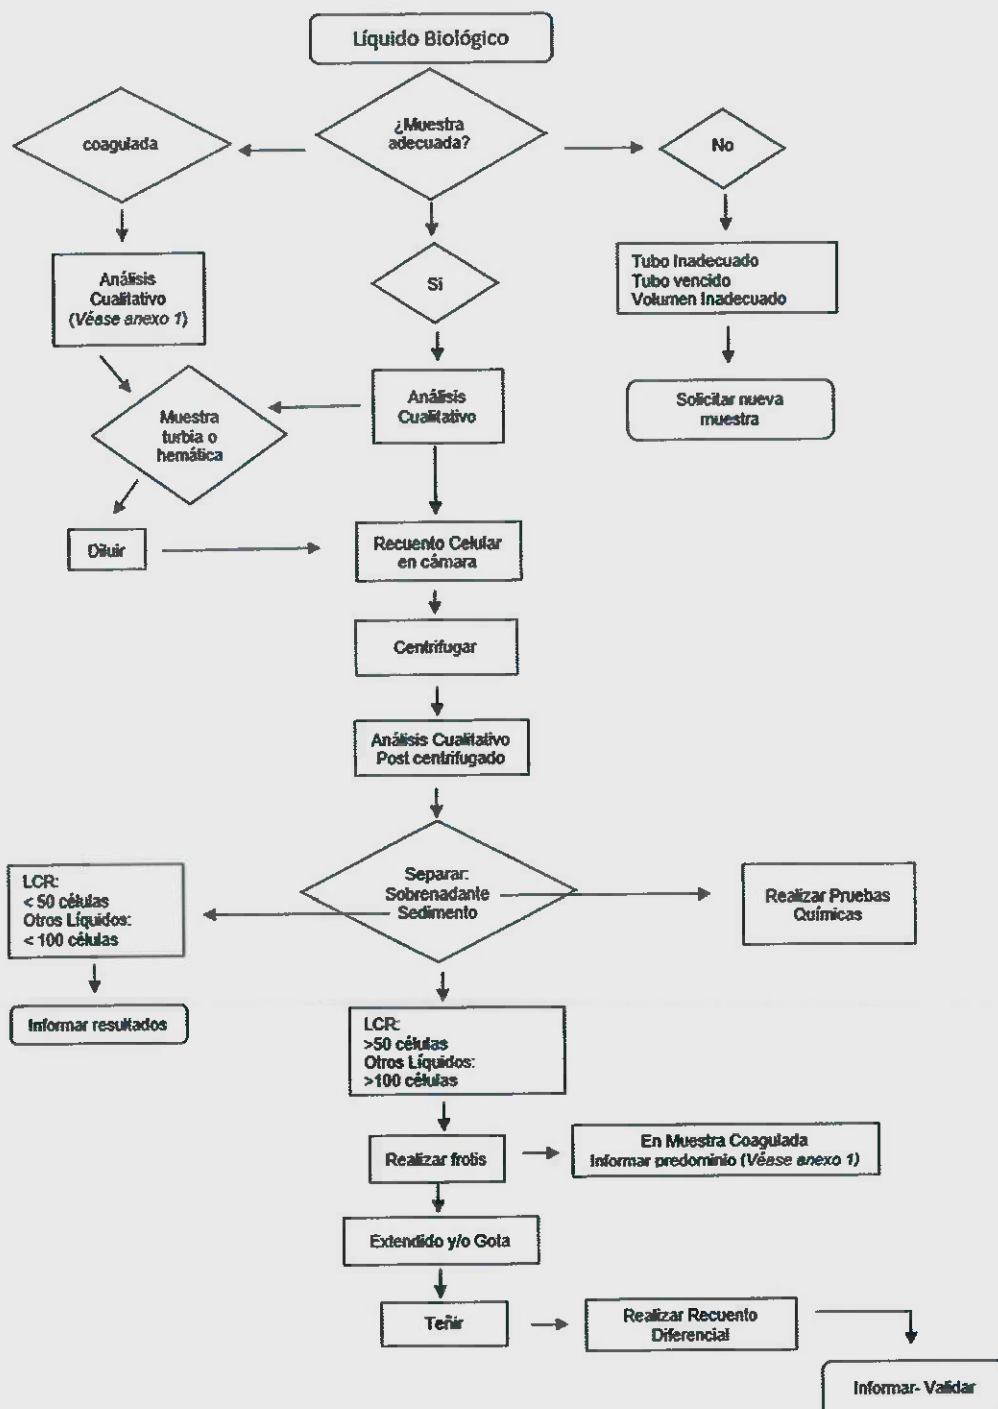 Líquido Biológico
¿Muestra
adecuada?
coagulada
No
Análisis
Cualitativo
(Véase anexo 1)
Sí
Tubo Inadecuado
Tubo vencido
Volumen Inadecuado
Muestra
turbia o
hemática
Análisis
Cualitativo
Solicitar nueva
muestra
Diluir
Recuento Celular
en cámara
Centrifugar
Análisis Cualitativo
Post centrifugado
LCR:
< 50 células
Otros Líquidos:
< 100 células
Separar:
Sobrenadante
Sedimento
Realizar Pruebas
Químicas
Informar resultados
LCR:
>50 células
Otros Líquidos:
>100 células
Realizar frotis
En Muestra Coagulada
Informar predominio (Véase anexo 1)
Extendido y/o Gota
Teñir
Realizar Recuento
Diferencial
Informar- Validar